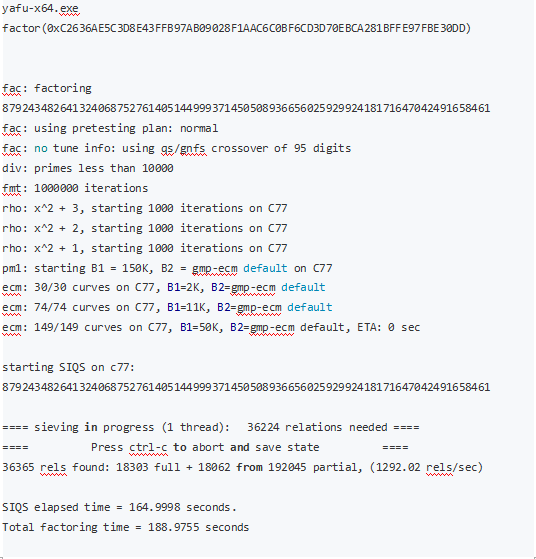 yafu-x64.exe
factor(0xC2636AE5C3D8E43FFB97AB09028F1AAC6C0BF6CD3D70EBCA281BFFE97FBE30DD)
fac: factoring
87924348264132406875276140514499937145050893665602592992418171647042491658461
fac: using pretesting plan: normal
fac: no tune info: using qs/gnfs crossover of 95 digits
div: primes less than 10000
fmt: 1000000 iterations
rho: x^2 + 3, starting 1000 iterations on C77
rho: x^2 + 2, starting 1000 iterations on C77
rho: x^2 + 1, starting 1000 iterations on C77
pm1: starting B1 = 150K, B2 = gmp-ecm default on C77
ecm: 30/30 curves on C77, B1=2K, B2=gmp-ecm default
ecm: 74/74 curves on C77, B1=11K, B2=gmp-ecm default
ecm: 149/149 curves on C77, B1=50K, B2=gmp-ecm default, ETA: 0 sec
starting SIQS on c77:
87924348264132406875276140514499937145050893665602592992418171647042491658461
==== sieving in progress (1 thread):   36224 relations needed ====
====           Press ctrl-c to abort and save state           ====
36365 rels found: 18303 full + 18062 from 192045 partial, (1292.02 rels/sec)
SIQS elapsed time = 164.9998 seconds.
Total factoring time = 188.9755 seconds